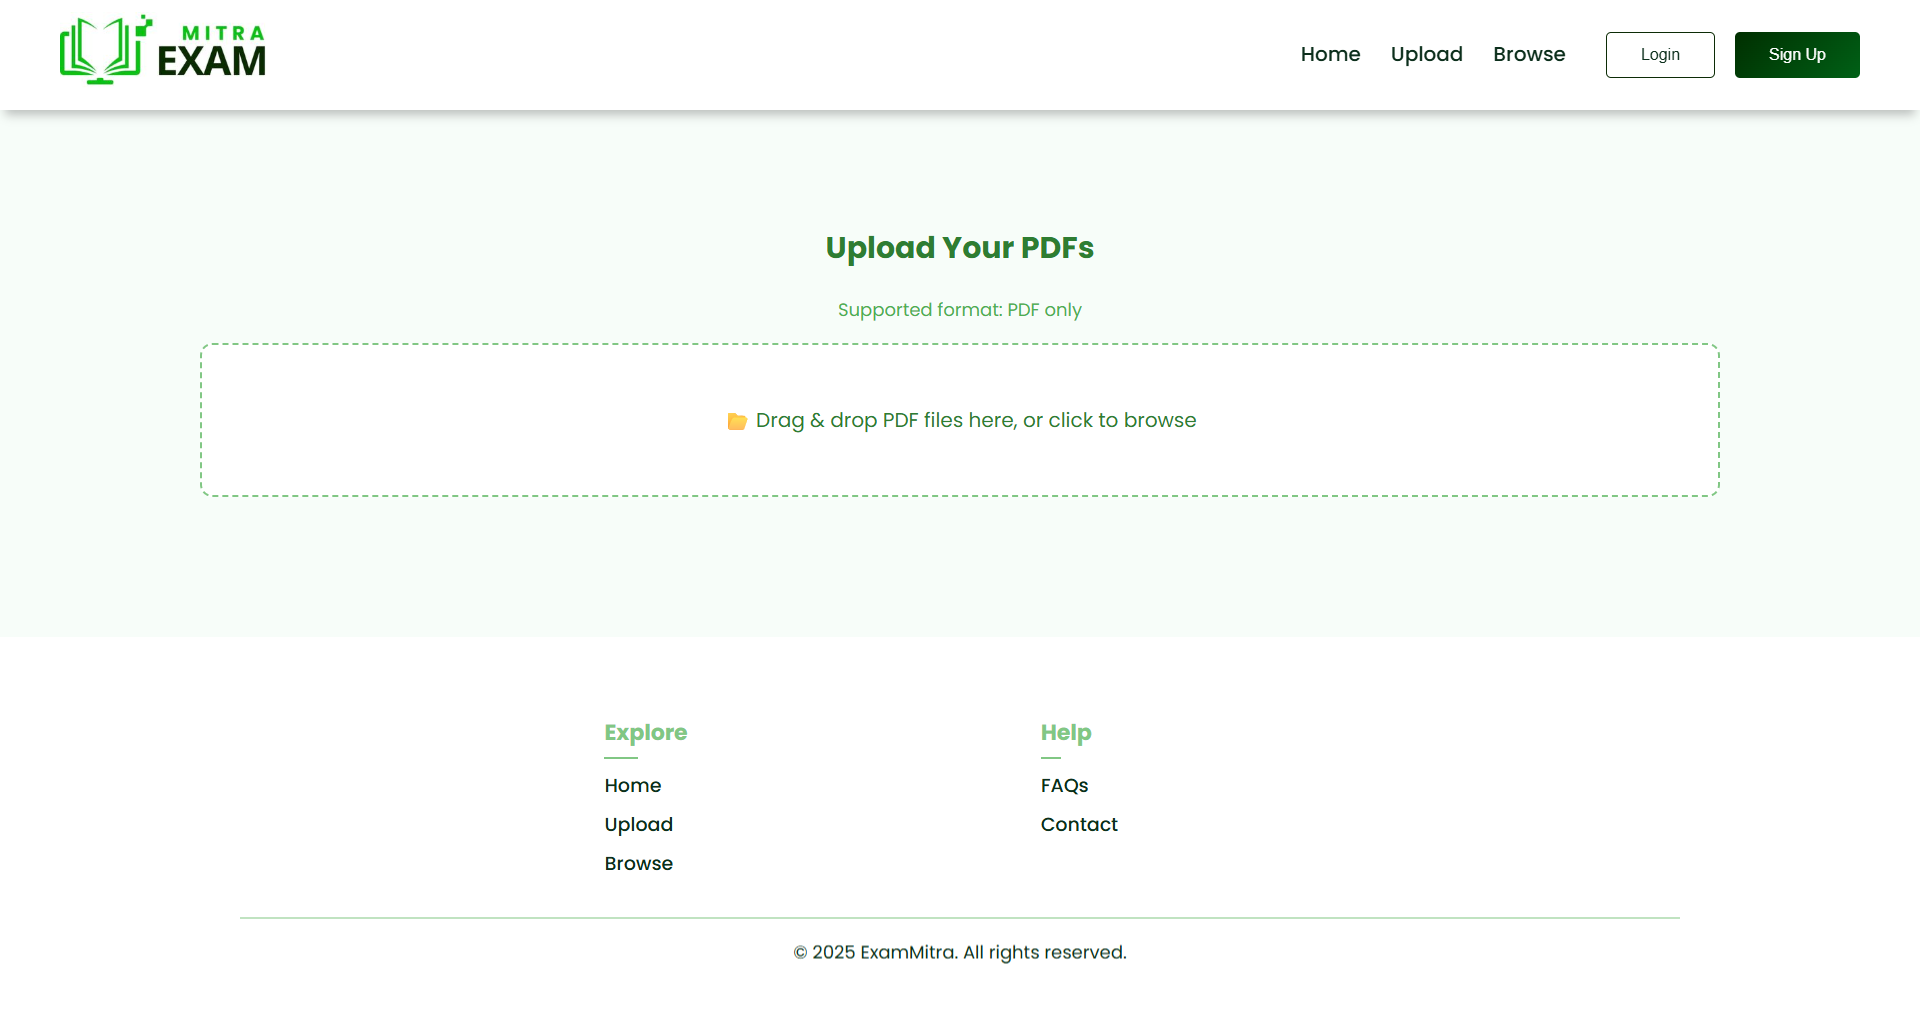 MITRA
EXAM
Home
Upload
Browse
Login
Sign Up
Upload Your PDFs
Supported format: PDF only
Drag & drop PDF files here, or click to browse
Explore
Home
Upload
Browse
Help
FAQs
Contact
© 2025 ExamMitra. All rights reserved.